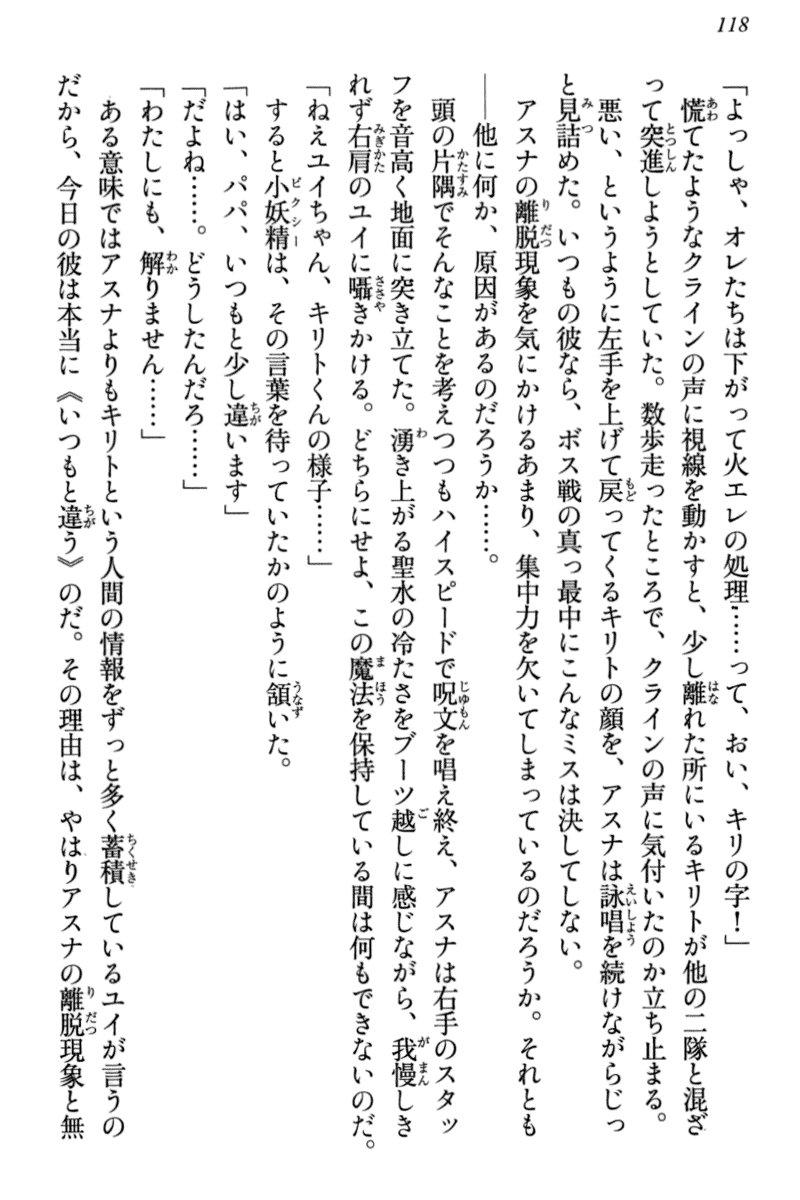 118
「よっしゃ、オレたちは下がって火エレの処理……って、おい、キリの字！」
慌てたようなクラインの声に視線を動かすと、少し離れた所にいるキリトが他の二隊と混ざ
って突進しようとしていた。数歩走ったところで、クラインの声に気付いたのか立ち止まる。
悪い、というように左手を上げて戻ってくるキリトの顔を、アスナは詠唱を続けながらじっ
と見詰めた。いつもの彼なら、ボス戦の真っ最中にこんなミスは決してしない。
アスナの離脱現象を気にかけるあまり、集中力を欠いてしまっているのだろうか。それとも
――他に何か、原因があるのだろうか……。
頭の片隅でそんなことを考えつつもハイスピードで呪文を唱え終え、アスナは右手のスタッ
フを音高く地面に突き立てた。湧き上がる聖水の冷たさをブーツ越しに感じながら、我慢しき
れず右肩のユイに囁きかける。どちらにせよ、この魔法を保持している間は何もできないのだ。
「ねえユイちゃん、キリトくんの様子……」
すると小妖精は、その言葉を待っていたかのように頷いた。
「はい、パパ、いつもと少し違います」
「だよね……。どうしたんだろ……」
「わたしにも、解りません……」
ある意味ではアスナよりもキリトという人間の情報をずっと多く蓄積しているユイが言うの
だから、今日の彼は本当に《いつもと違う》のだ。その理由は、やはりアスナの離脱現象と無